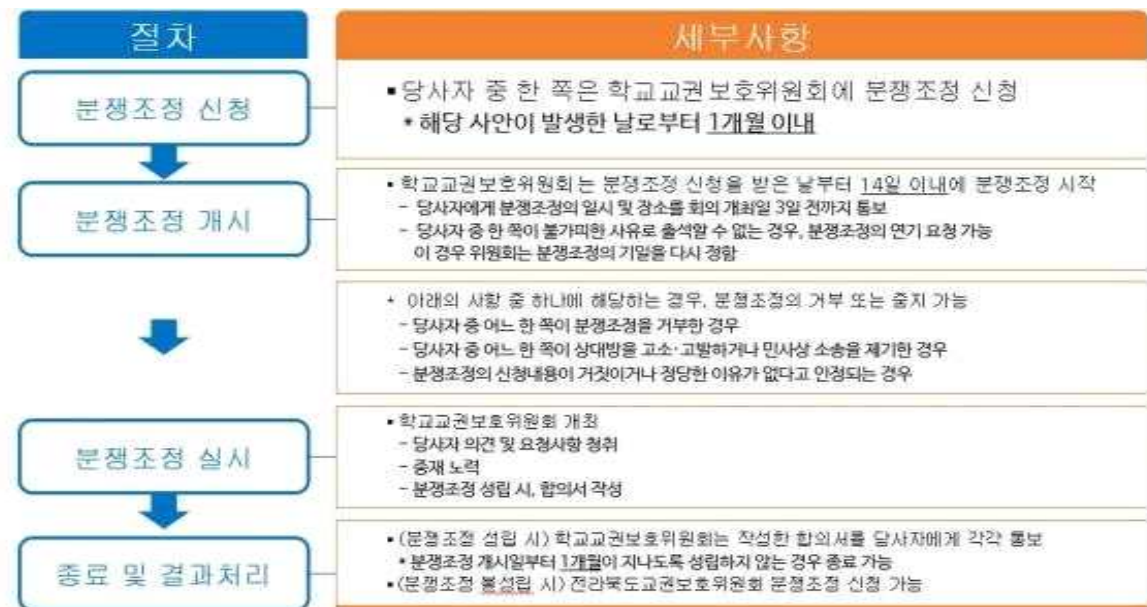 절차
세부사항
분쟁조정 신청
▪당사자 중 한 쪽은 학교교권보호위원회에 분쟁조정 신청
* 해당 사안이 발생한 날로부터 1개월 이내
분쟁조정 개시
▪학교교권보호위원회는 분쟁조정 신청을 받은 날부터 14일 이내에 분쟁조정 시작
- 당사자에게 분쟁조정의 일시 및 장소를 회의 개최일 3일 전까지 통보
- 당사자 중 한 쪽이 불가피한 사유로 출석할 수 없는 경우, 분쟁조정의 연기 요청 가능
이 경우 위원회는 분쟁조정의 기일을 다시 정함
* 아래의 사항 중 하나에 해당하는 경우, 분쟁조정의 거부 또는 중지 가능
- 당사자 중 어느 한 쪽이 분쟁조정을 거부한 경우
- 당사자 중 어느 한 쪽이 상대방을 고소·고발하거나 민사상 소송을 제기한 경우
- 분쟁조정의 신청내용이 거짓이거나 정당한 이유가 없다고 인정되는 경우
분쟁조정 실시
▪학교교권보호위원회 개최
- 당사자 의견 및 요청사항 청취
- 중재 노력
- 분쟁조정 성립 시, 합의서 작성
종료 및 결과처리
▪(분쟁조정 성립 시) 학교교권보호위원회는 작성한 합의서를 당사자에게 각각 통보
* 분쟁조정 개시일부터 1개월이 지나도록 성립하지 않는 경우 종료 가능
▪(분쟁조정 불성립 시) 전라북도교권보호위원회 분쟁조정 신청 가능